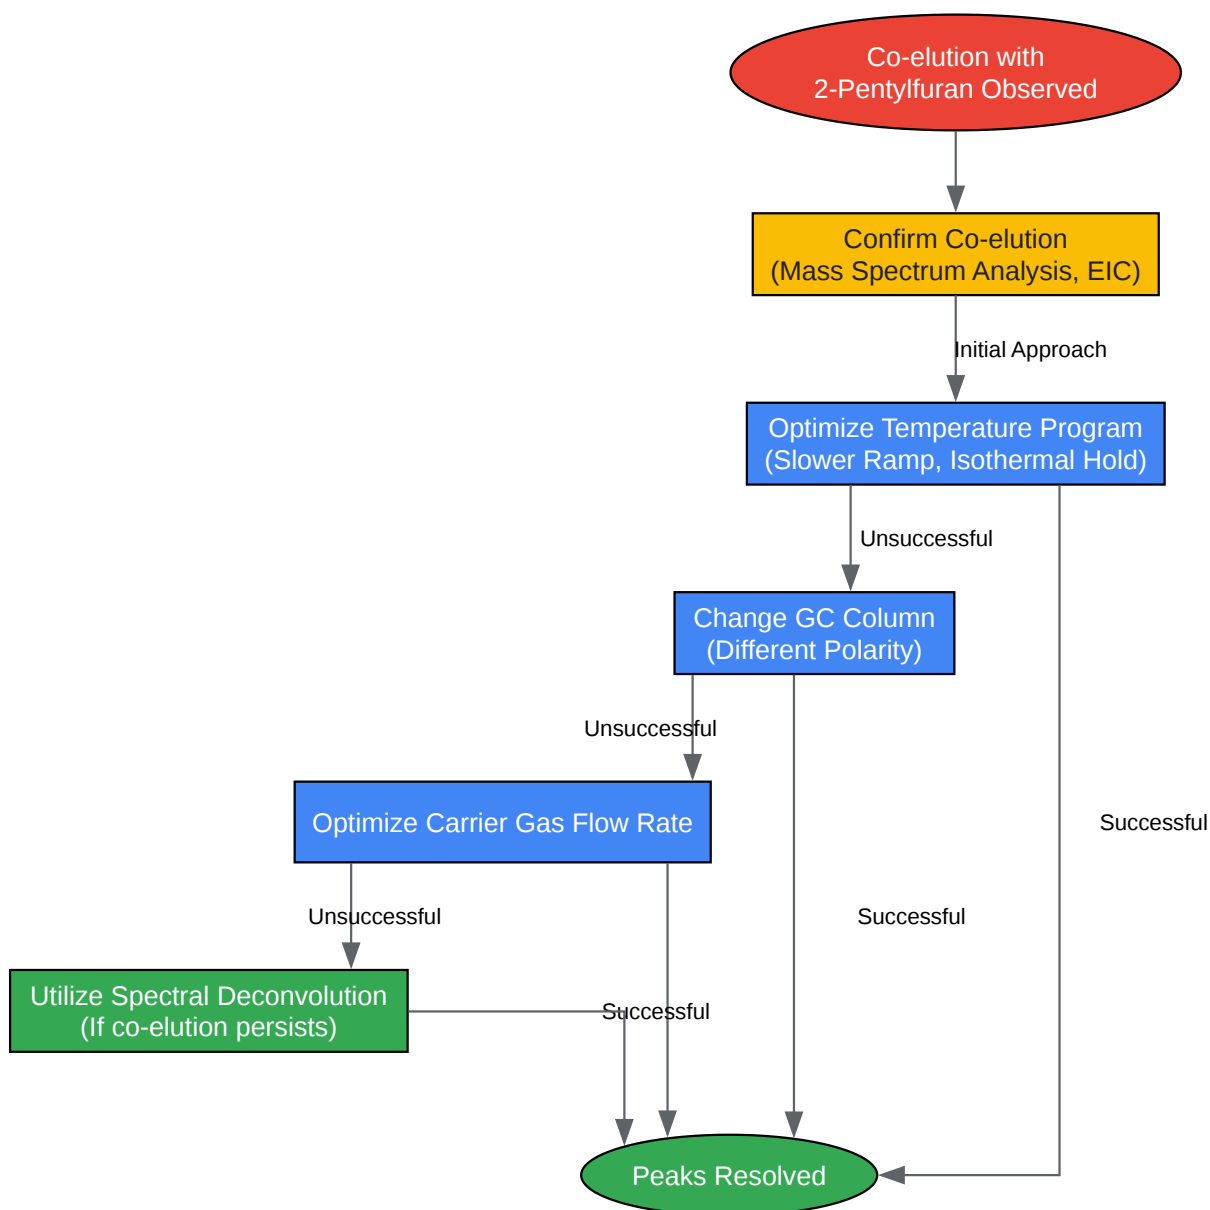 Co-elution with
2-Pentylfuran Observed
Confirm Co-elution
(Mass Spectrum Analysis, EIC)
Initial Approach
Optimize Temperature Program
(Slower Ramp, Isothermal Hold)
Unsuccessful
Change GC Column
(Different Polarity)
Unsuccessful
Optimize Carrier Gas Flow Rate
Successful
Unsuccessful
Successful
Utilize Spectral Deconvolution
(If co-elution persists)
Successful
Peaks Resolved